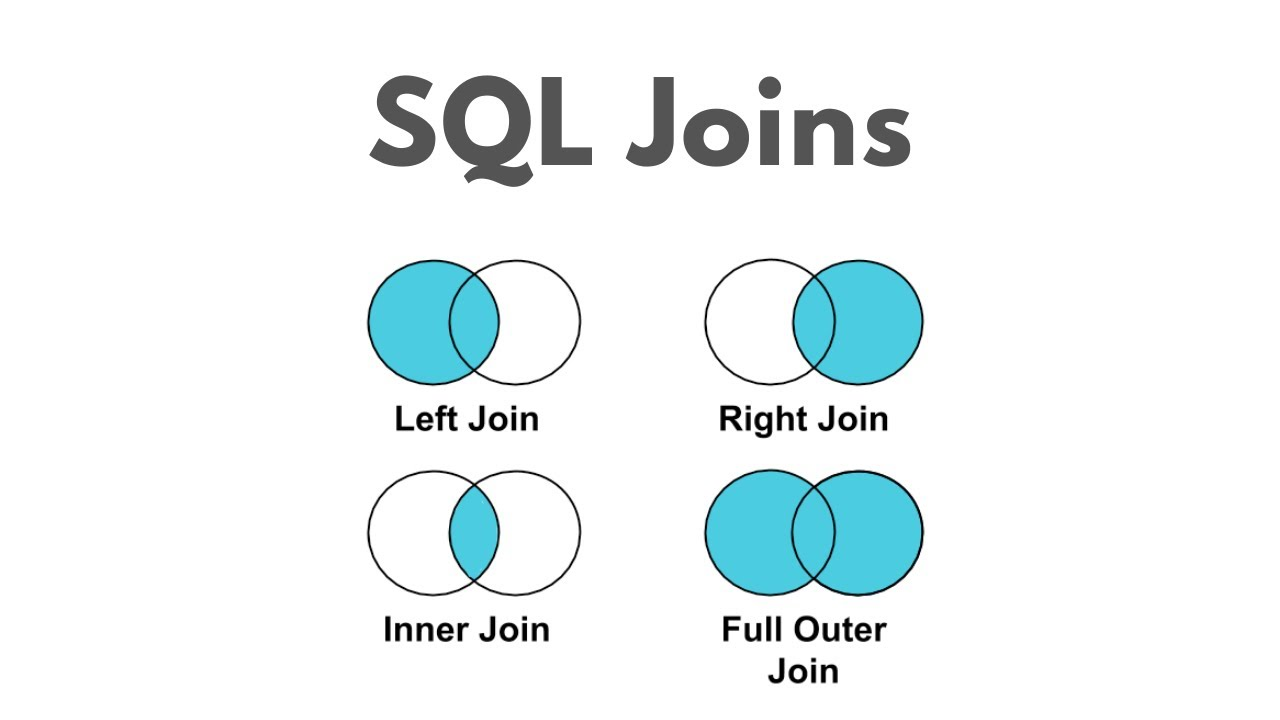 SQL Joins
Left Join
Right Join
Inner Join
Full Outer
Join